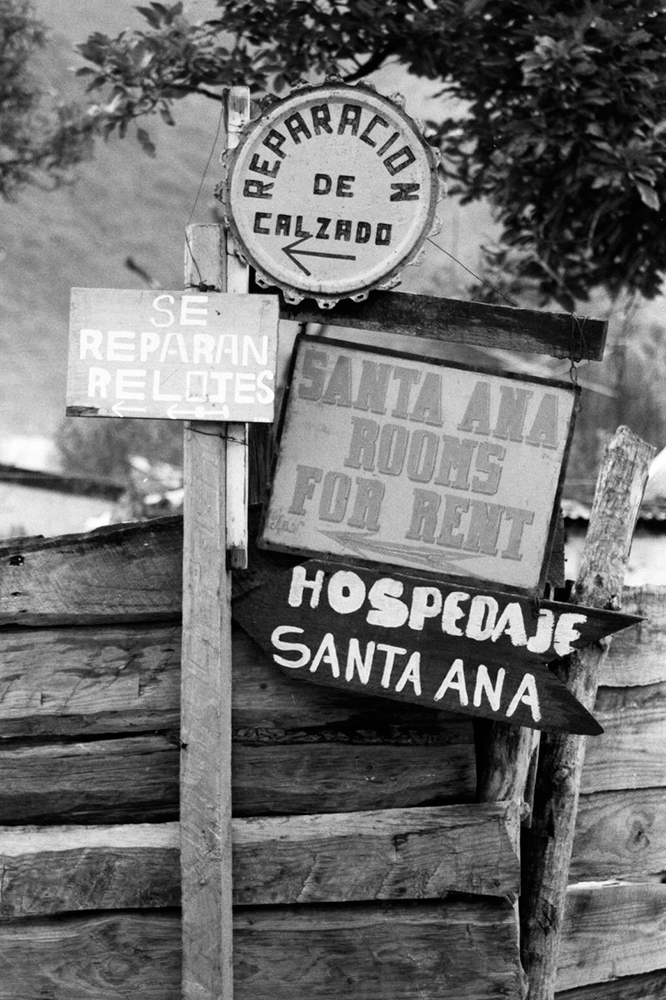 REPARACION
DE
CALZADO
SE
REPARAN
RELOJES
SANTA ANA
ROOMS
FOR RENT
HOSPEDAJE
SANTA ANA